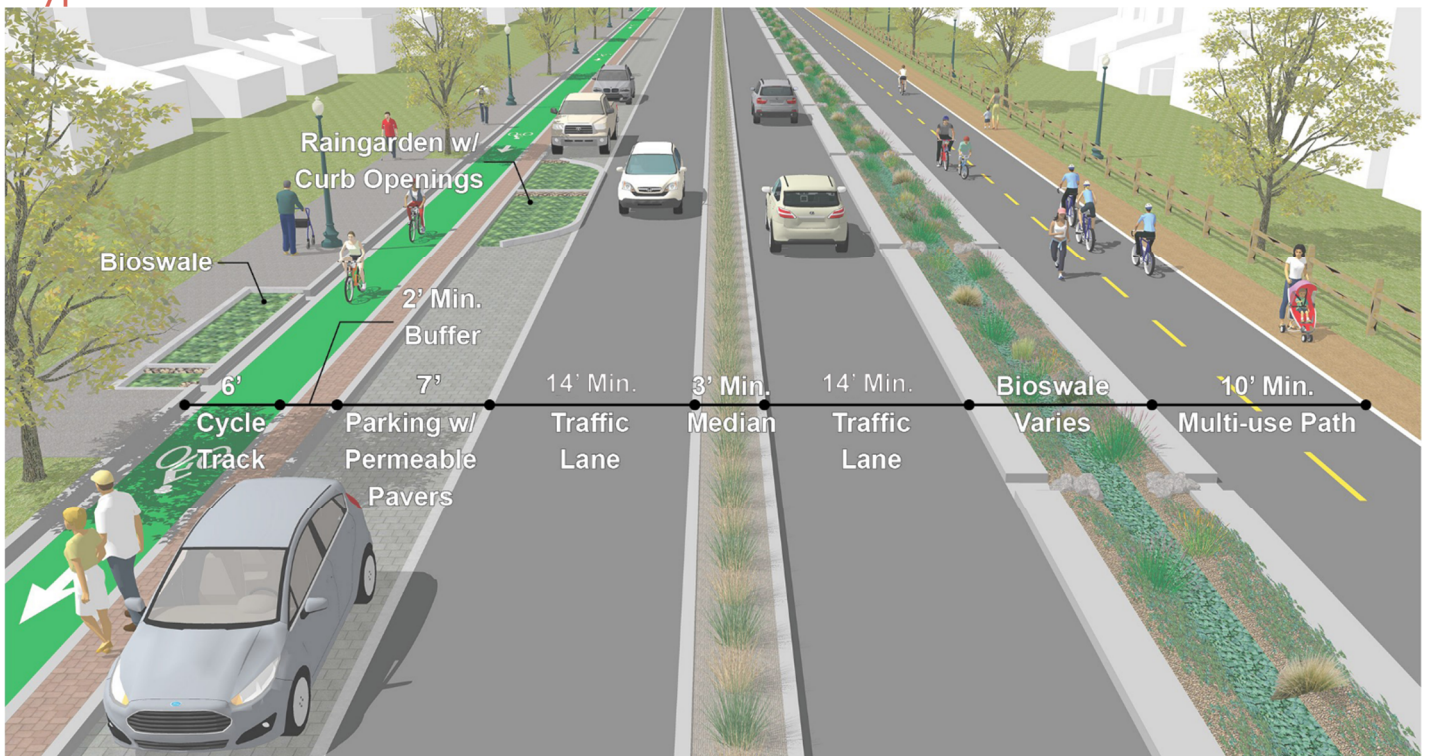 Raingarden w/
Curb Openings
Bioswale
2' Min.
Buffer
6'
Cycle
Track
7'
Parking w/
Permeable
Pavers
14' Min.
Traffic
Lane
3' Min.
Median
14' Min.
Traffic
Lane
Bioswale
Varies
10' Min.
Multi-use Path